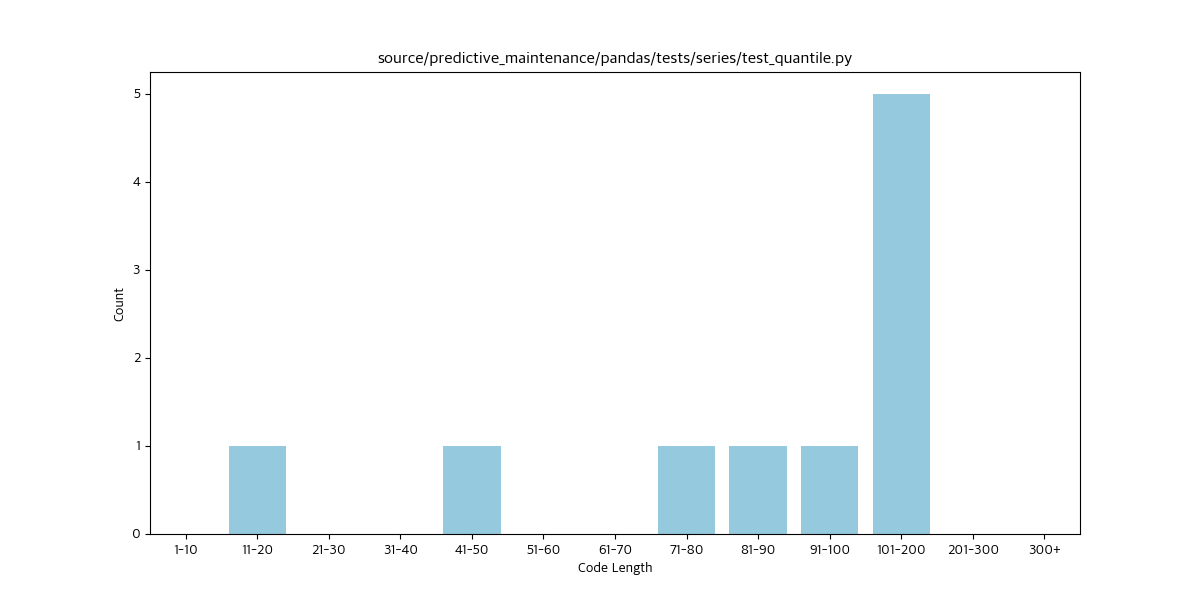 source/predictive_maintenance/pandas/tests/series/test_quantile.py
5
4
3
2
1
0
Count
1-10 11-20 21-30 31-40 41-50 51-60 61-70 71-80 81-90 91-100 101-200 201-300 300+
Code Length